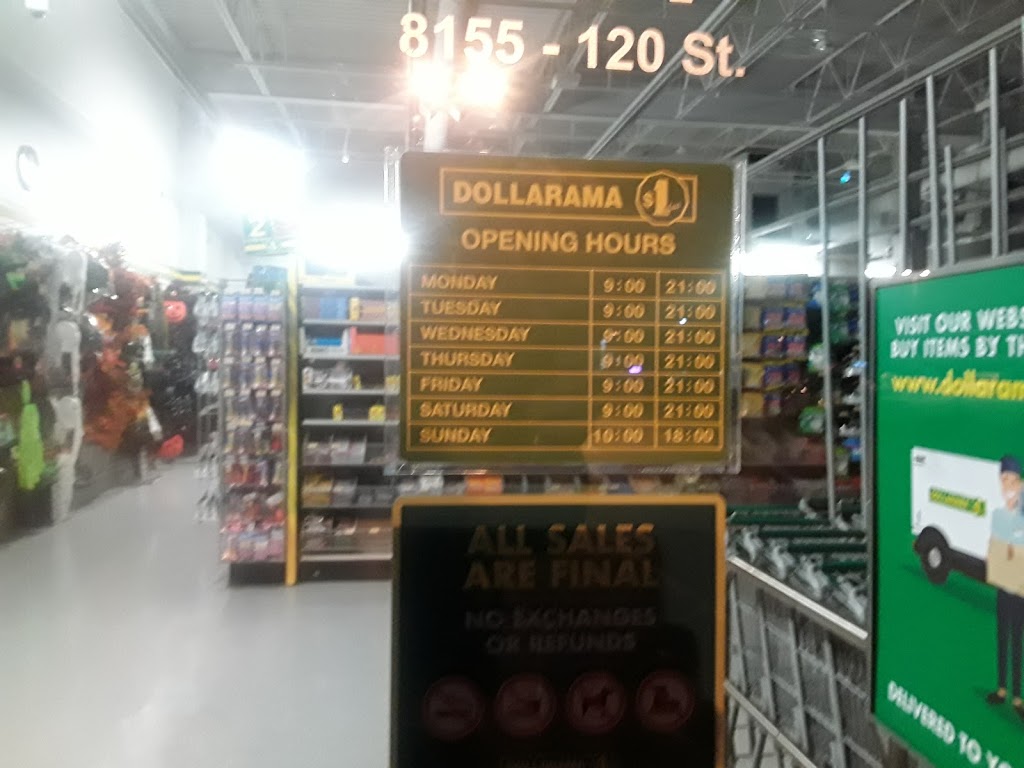 8155 - 120 St.
DOLLARAMA $1
OPENING HOURS
MONDAY 9:00 21:00
TUESDAY 9:00 21:00
WEDNESDAY 9:00 21:00
THURSDAY 9:00 21:00
FRIDAY 9:00 21:00
SATURDAY 9:00 21:00
SUNDAY 10:00 18:00
ALL SALES
ARE FINAL
NO EXCHANGES
OR REFUNDS
DOLLARAMA
2
VISIT OUR WEBS
BUY ITEMS BY TH
www.dollaram
DOLLARAMA
DELIVERED TO YO